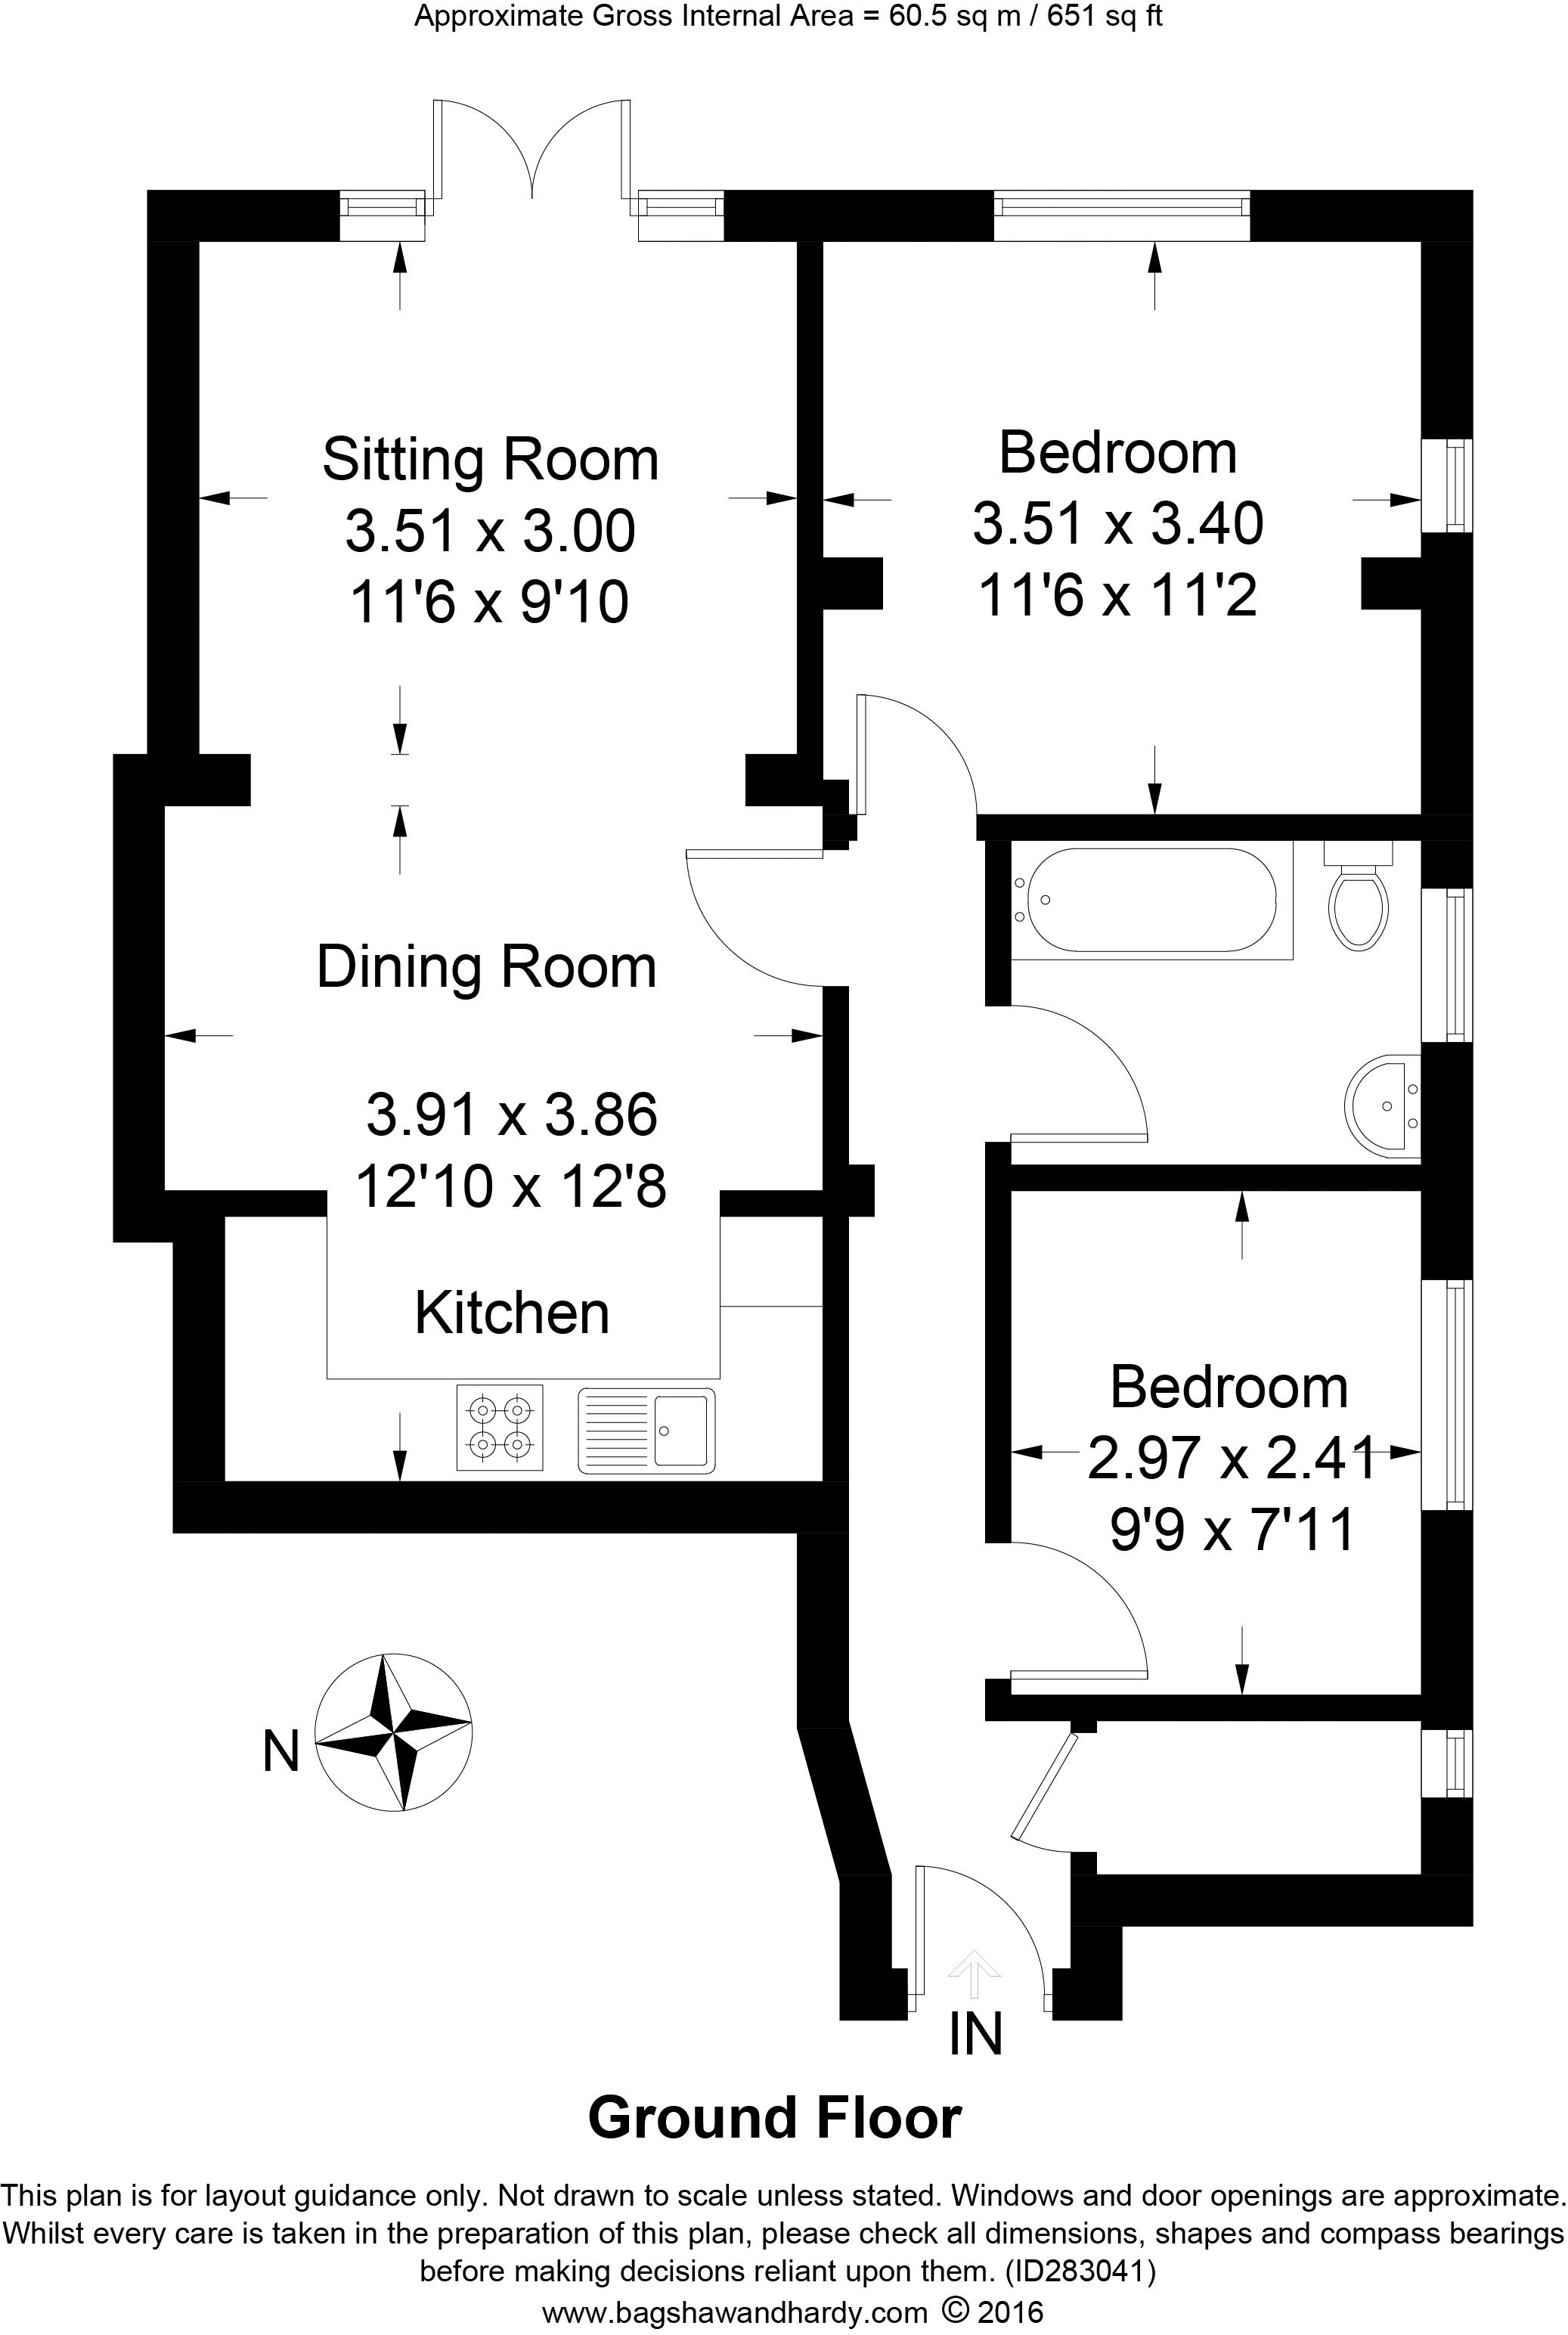 Approximate Gross Internal Area = 60.5 sq m / 651 sq ft
Sitting Room
3.51 x 3.00
11'6 x 9'10
Bedroom
3.51 x 3.40
11'6 x 11'2
Dining Room
3.91 x 3.86
12'10 x 12'8
Kitchen
Bedroom
2.97 x 2.41
9'9 x 7'11
N
IN
Ground Floor
This plan is for layout guidance only. Not drawn to scale unless stated. Windows and door openings are approximate.
Whilst every care is taken in the preparation of this plan, please check all dimensions, shapes and compass bearings
before making decisions reliant upon them. (ID283041)
www.bagshawandhardy.com © 2016